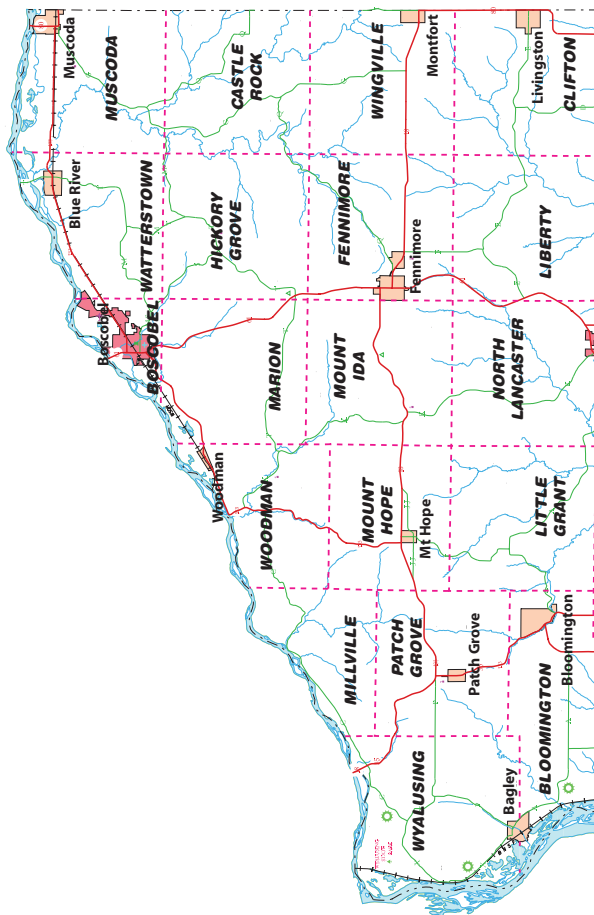 Muscoda
MUSCODA
CASTLE
ROCK
WINGVILLE
Montfort
Livingston
CLIFTON
Blue River
WATTERSTOWN
HICKORY
GROVE
FENNIMORE
Fennimore
LIBERTY
Boscobel
BOSCOBEL
MARION
MOUNT
IDA
NORTH
LANCASTER
Woodman
WOODMAN
MOUNT
HOPE
Mt Hope
LITTLE
GRANT
MILLVILLE
PATCH
GROVE
Patch Grove
Bloomington
BLOOMINGTON
WYALUSING
Bagley